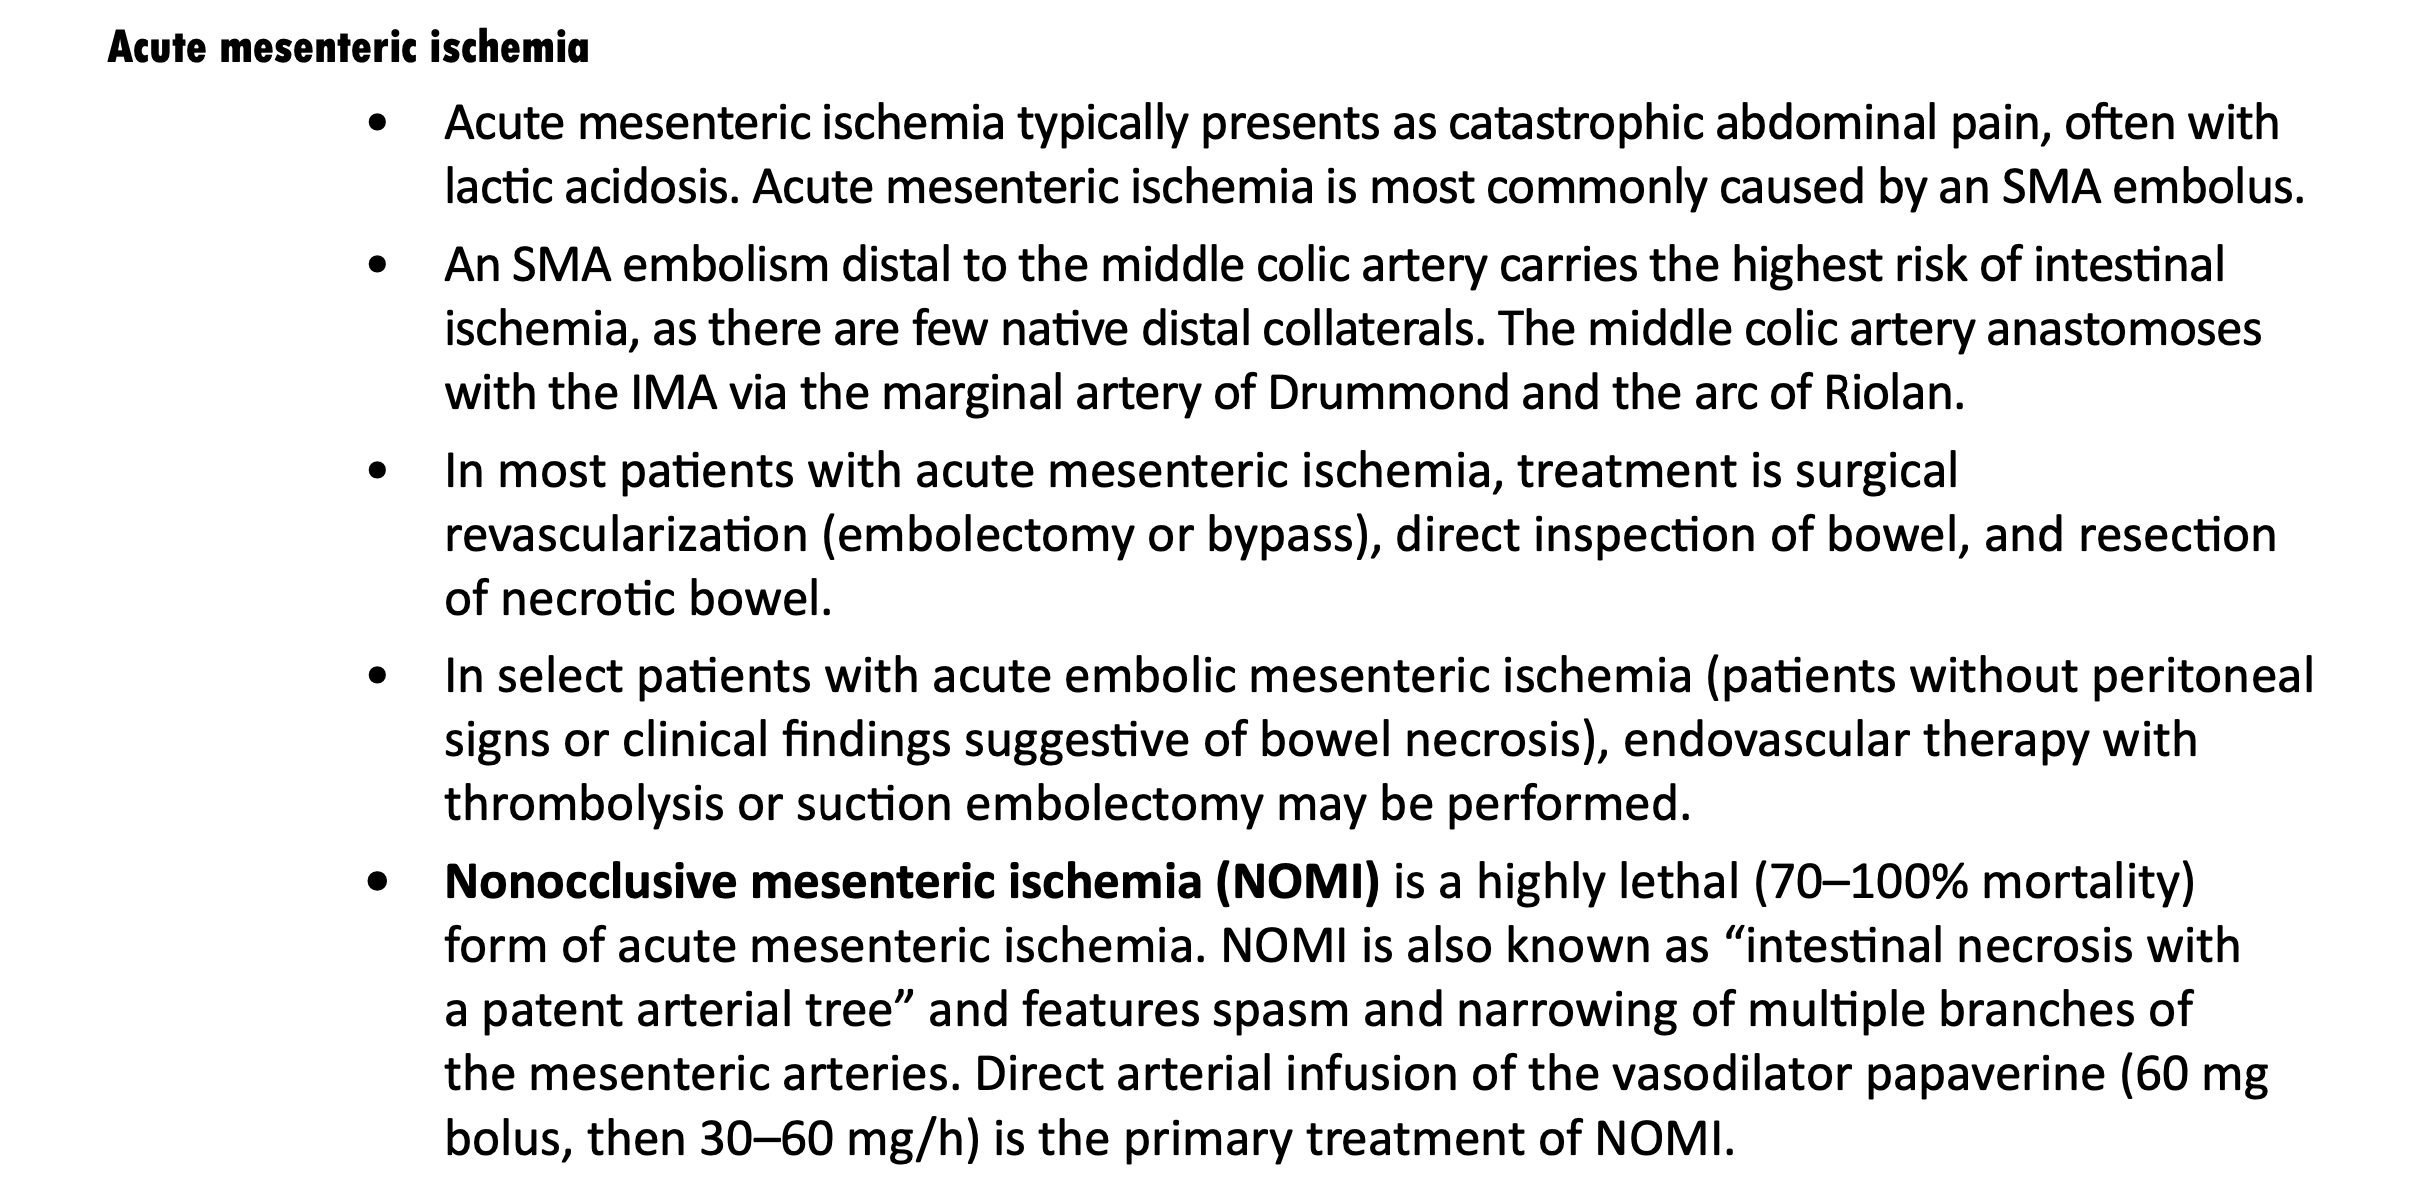 Acute mesenteric ischemia
• Acute mesenteric ischemia typically presents as catastrophic abdominal pain, often with
lactic acidosis. Acute mesenteric ischemia is most commonly caused by an SMA embolus.
• An SMA embolism distal to the middle colic artery carries the highest risk of intestinal
ischemia, as there are few native distal collaterals. The middle colic artery anastomoses
with the IMA via the marginal artery of Drummond and the arc of Riolan.
• In most patients with acute mesenteric ischemia, treatment is surgical
revascularization (embolectomy or bypass), direct inspection of bowel, and resection
of necrotic bowel.
• In select patients with acute embolic mesenteric ischemia (patients without peritoneal
signs or clinical findings suggestive of bowel necrosis), endovascular therapy with
thrombolysis or suction embolectomy may be performed.
• Nonocclusive mesenteric ischemia (NOMI) is a highly lethal (70–100% mortality)
form of acute mesenteric ischemia. NOMI is also known as “intestinal necrosis with
a patent arterial tree” and features spasm and narrowing of multiple branches of
the mesenteric arteries. Direct arterial infusion of the vasodilator papaverine (60 mg
bolus, then 30–60 mg/h) is the primary treatment of NOMI.